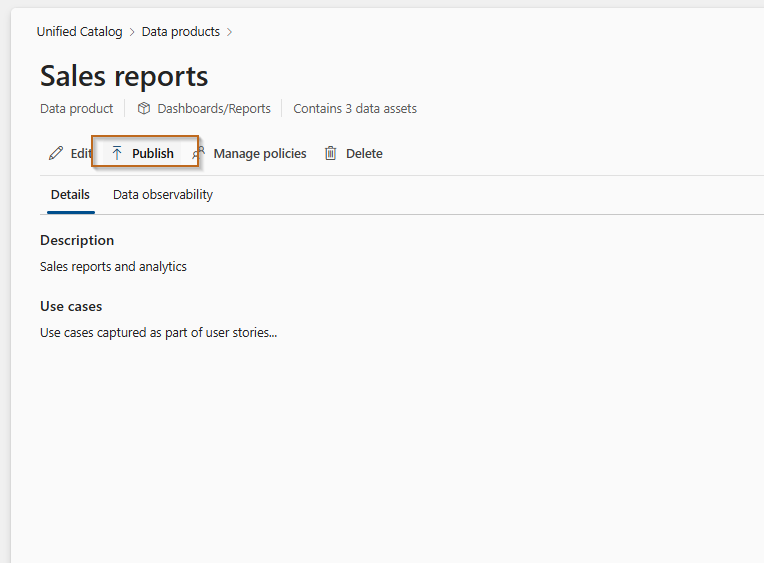 Unified Catalog > Data products >
Sales reports
Data product Dashboards/Reports Contains 3 data assets
Edit Publish Manage policies Delete
Details Data observability
Description
Sales reports and analytics
Use cases
Use cases captured as part of user stories...